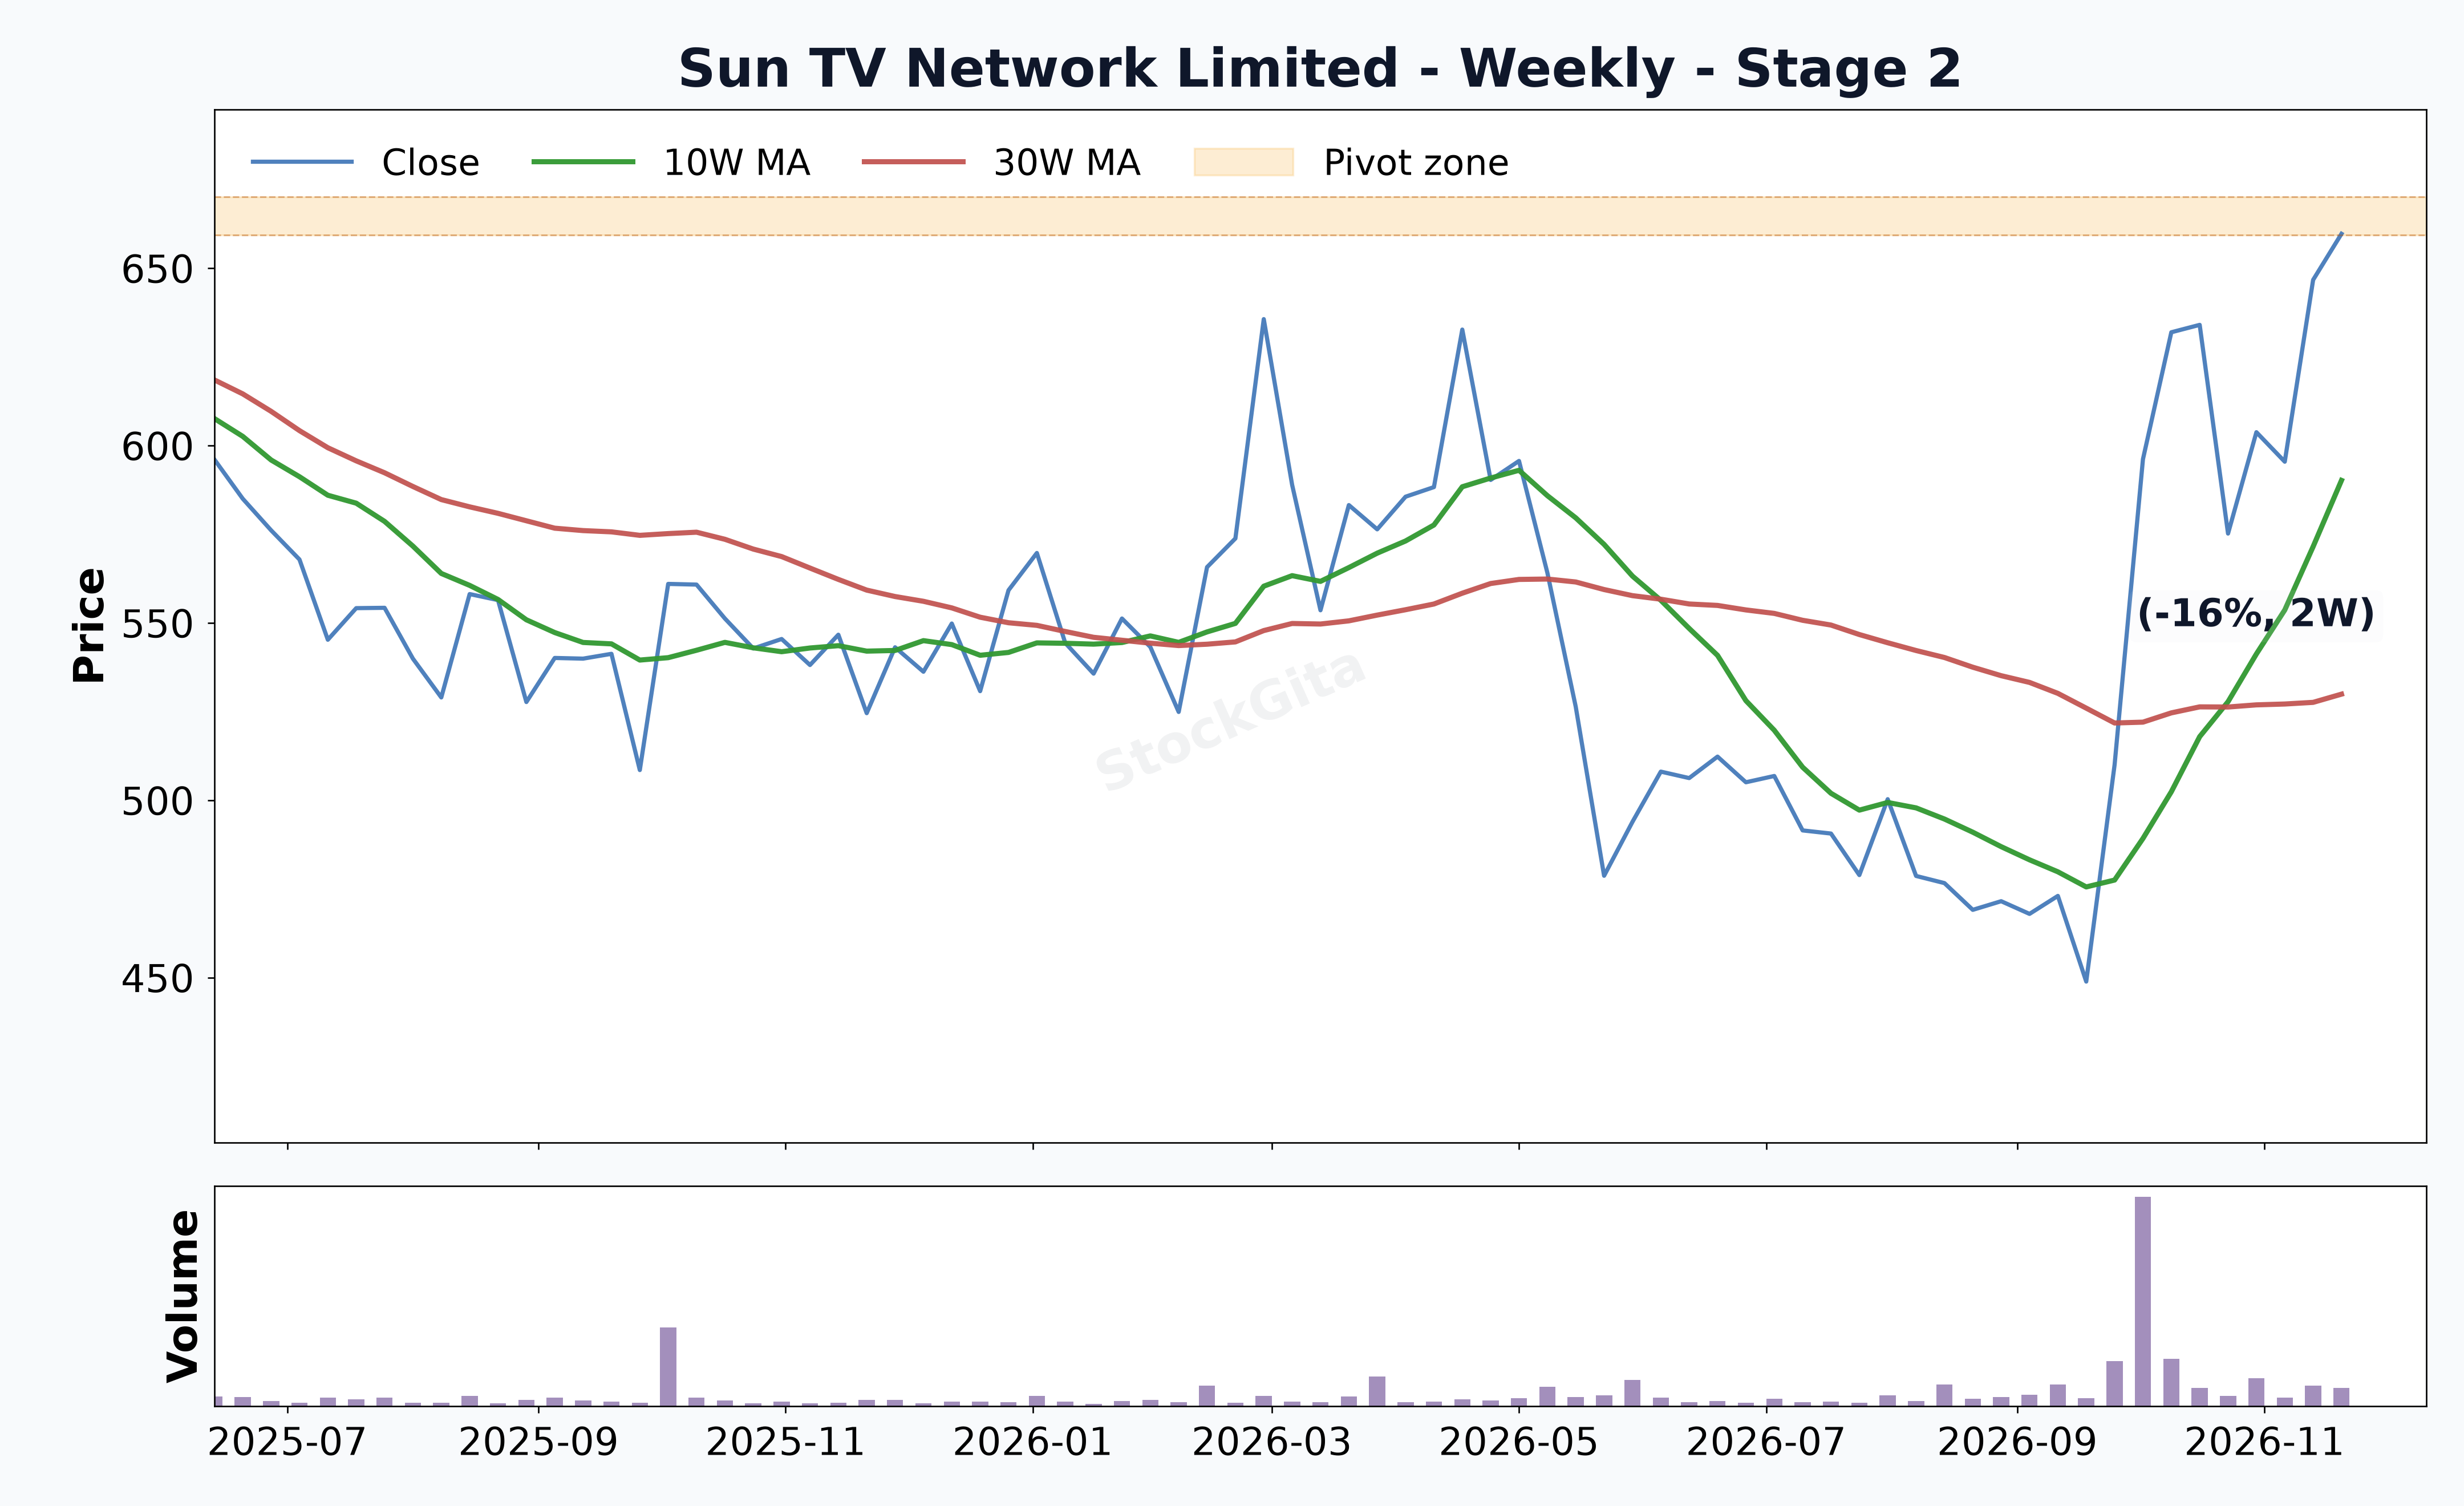 Sun TV Network Limited - Weekly - Stage 2
Close 10W MA 30W MA Pivot zone
650
600
550
500
450
Price
(-16%, 2W)
StockGita
Volume
2025-07 2025-09 2025-11 2026-01 2026-03 2026-05 2026-07 2026-09 2026-11